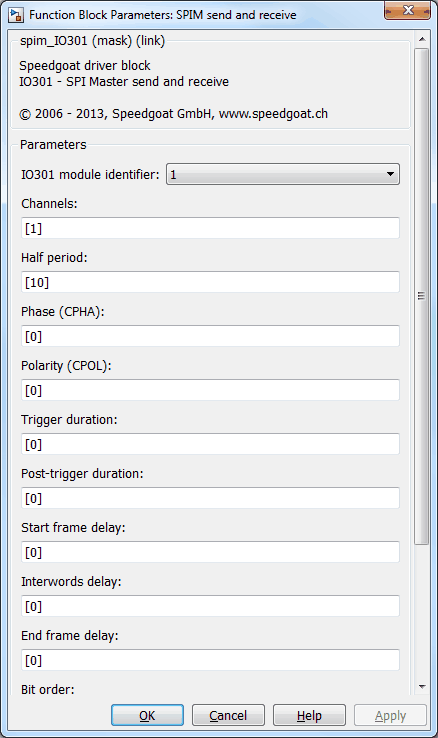 Function Block Parameters: SPIM send and receive
spim_IO301 (mask) (link)
Speedgoat driver block
IO301 - SPI Master send and receive
© 2006 - 2013, Speedgoat GmbH, www.speedgoat.ch
Parameters
IO301 module identifier: 1
Channels:
[1]
Half period:
[10]
Phase (CPHA):
[0]
Polarity (CPOL):
[0]
Trigger duration:
[0]
Post-trigger duration:
[0]
Start frame delay:
[0]
Interwords delay:
[0]
End frame delay:
[0]
Bit order:
OK Cancel Help Apply